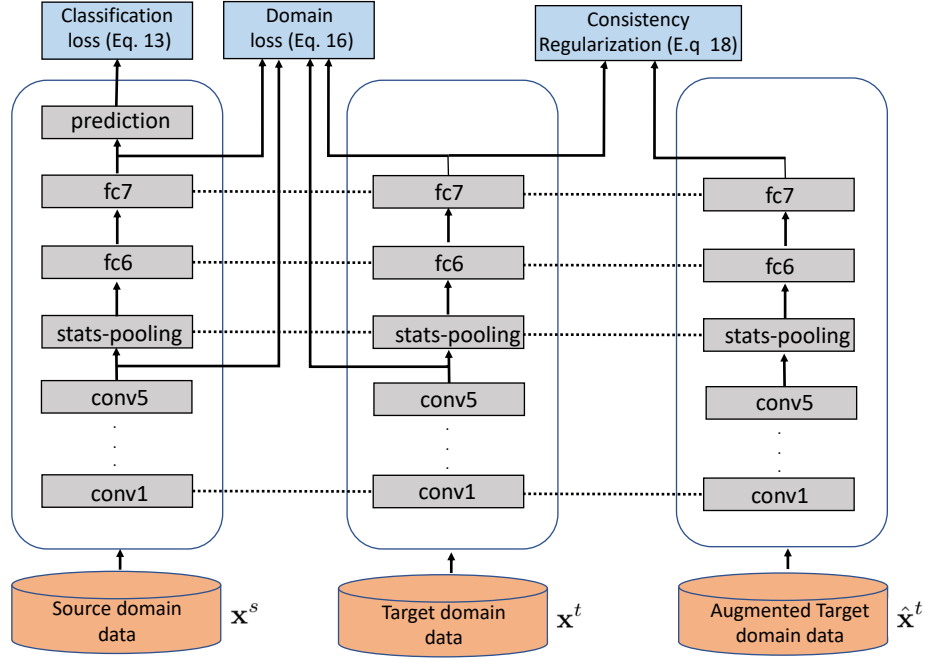 Classification
loss (Eq. 13)
Domain
loss (Eq. 16)
Consistency
Regularization (E.q 18)
prediction
fc7
fc6
stats-pooling
conv5
. . .
conv1
fc7
fc6
stats-pooling
conv5
. . .
conv1
fc7
fc6
stats-pooling
conv5
. . .
conv1
Source domain
data
x^s
Target domain
data
x^t
Augmented Target
domain data
x̂^t